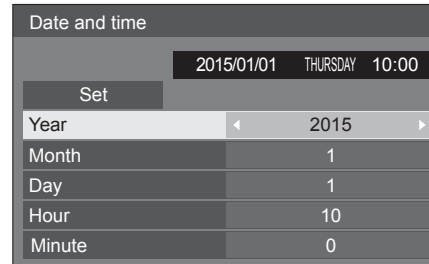 Date and time
2015/01/01 THURSDAY 10:00
Set
Year 2015
Month 1
Day 1
Hour 10
Minute 0